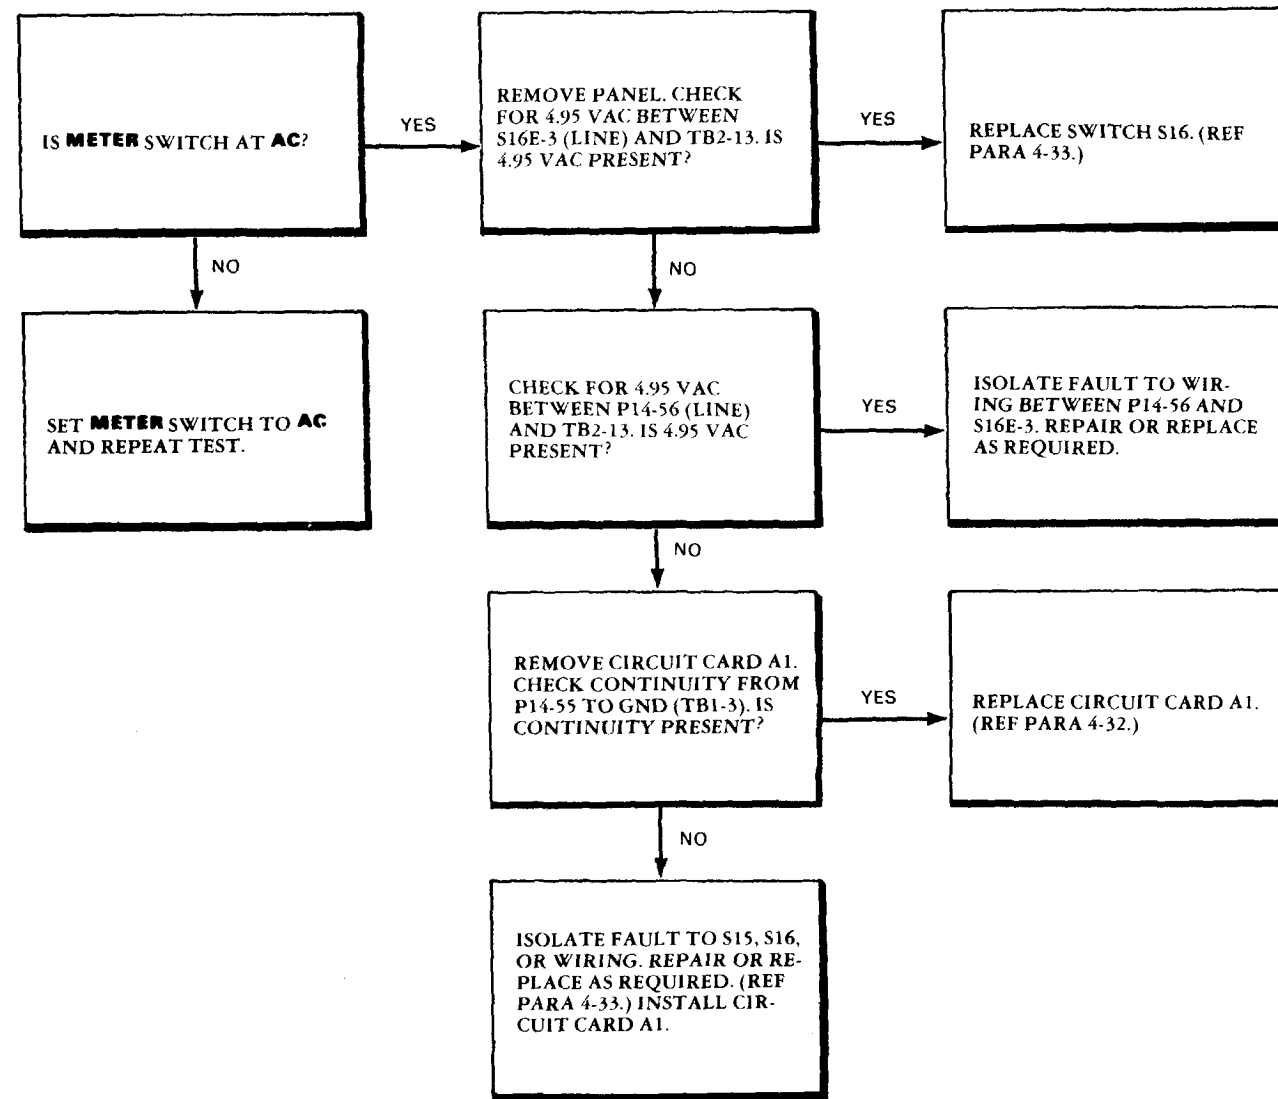 IS METER SWITCH AT AC?
YES
REMOVE PANEL. CHECK
FOR 4.95 VAC BETWEEN
S16E-3 (LINE) AND TB2-13. IS
4.95 VAC PRESENT?
YES
REPLACE SWITCH S16. (REF
PARA 4-33.)
NO
NO
SET METER SWITCH TO AC
AND REPEAT TEST.
CHECK FOR 4.95 VAC
BETWEEN P14-56 (LINE)
AND TB2-13. IS 4.95 VAC
PRESENT?
YES
ISOLATE FAULT TO WIR-
ING BETWEEN P14-56 AND
S16E-3. REPAIR OR REPLACE
AS REQUIRED.
NO
REMOVE CIRCUIT CARD A1.
CHECK CONTINUITY FROM
P14-55 TO GND (TB1-3). IS
CONTINUITY PRESENT?
YES
REPLACE CIRCUIT CARD A1.
(REF PARA 4-32.)
NO
ISOLATE FAULT TO S15, S16,
OR WIRING. REPAIR OR RE-
PLACE AS REQUIRED. (REF
PARA 4-33.) INSTALL CIR-
CUIT CARD A1.